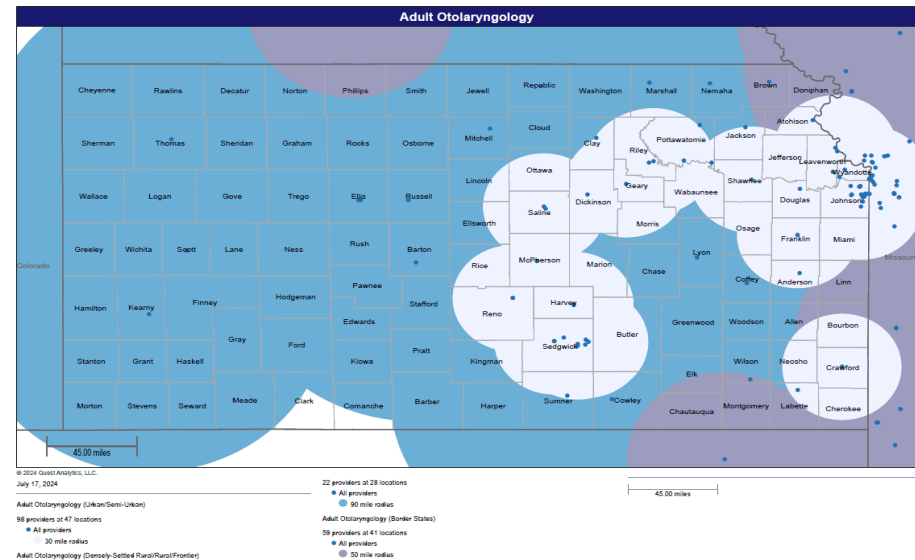 Adult Otolaryngology
Cheyenne Rawlins Decatur Norton Phillips Smith Jewell Republic Washington Marshall Nemaha Brown Doniphan
Atchison
Sherman Thomas Sheridan Graham Rooks Osborne Mitchell Cloud Clay Riley Pottawatomie Jackson
Jefferson Leavenworth
Wyandotte
Ottawa
Lincoln
Wallace Logan Gove Trego Ellis Russell Saline Dickinson Geary Wabaunsee Shawnee Douglas Johnson
Ellsworth Morris Osage
Franklin Miami
Greeley Wichita Scott Lane Ness Rush Barton Rice McPherson Marion Chase Lyon
Colorado Missouri
Coffey Anderson Linn
Pawnee
Hamilton Kearny Finney Hodgeman Stafford Reno Harvey
Edwards Butler Greenwood Woodson Allen Bourbon
Gray Ford Sedgwick
Stanton Grant Haskell Kiowa Pratt Kingman Elk Wilson Neosho Crawford
Morton Stevens Seward Meade Clark Comanche Barber Harper Sumner Cowley Chautauqua Montgomery Labette Cherokee
45.00 miles
© 2024 Quest Analytics, LLC.
July 17, 2024
Adult Otolaryngology (Urban/Semi-Urban)
98 providers at 47 locations
All providers
30 mile radius
Adult Otolaryngology (Densely-Settled Rural/Rural/Frontier)
22 providers at 28 locations
All providers
90 mile radius
Adult Otolaryngology (Border States)
59 providers at 41 locations
All providers
50 mile radius
45.00 miles